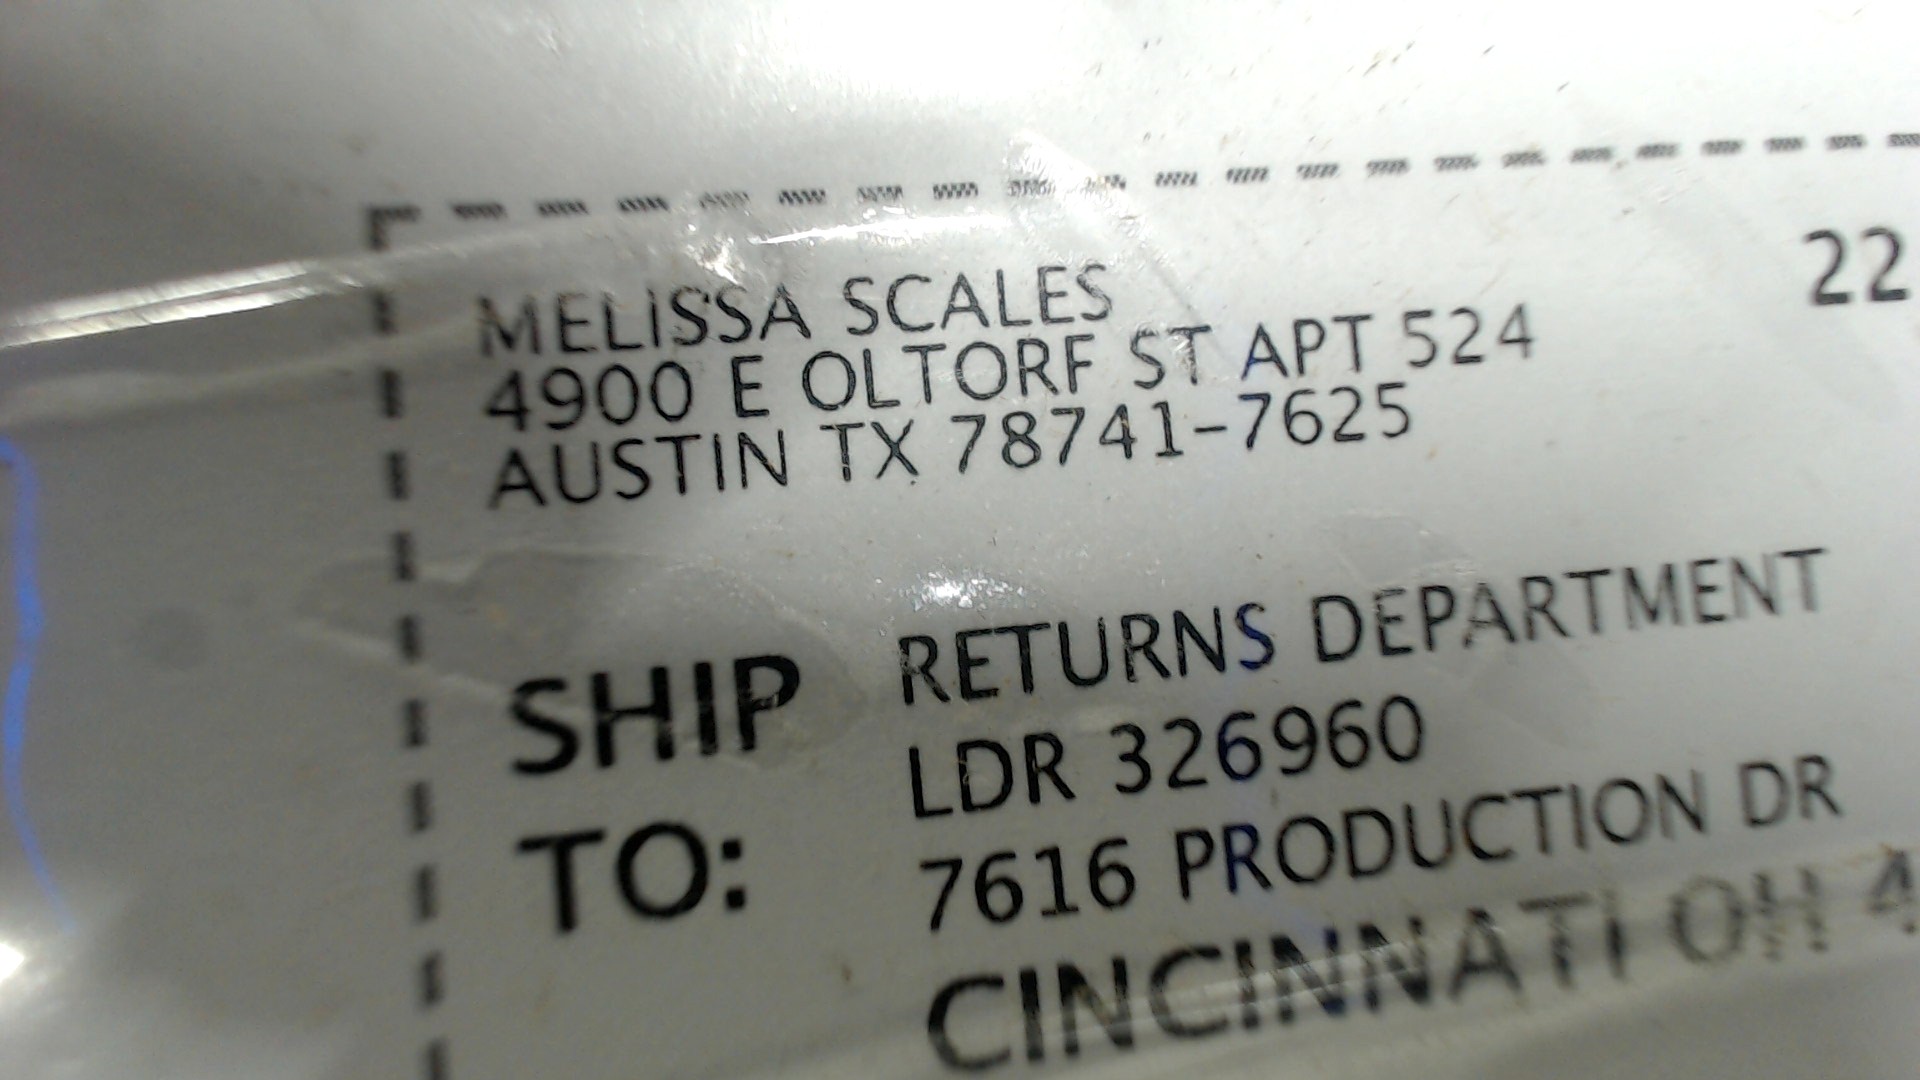 22
MELISSA SCALES
4900 E OLTORF ST APT 524
AUSTIN TX 78741-7625
SHIP TO:
RETURNS DEPARTMENT
LDR 326960
7616 PRODUCTION DR
CINCINNATI OH 4